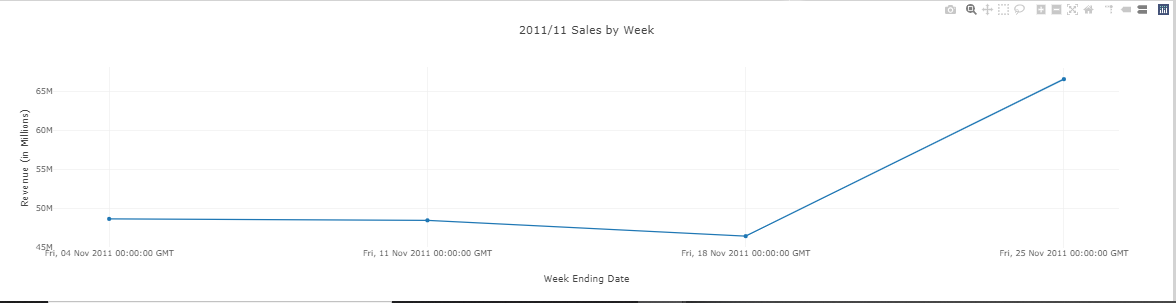 2011/11 Sales by Week
Revenue (in Millions)
65M
60M
55M
50M
45M
Fri, 04 Nov 2011 00:00:00 GMT
Fri, 11 Nov 2011 00:00:00 GMT
Fri, 18 Nov 2011 00:00:00 GMT
Fri, 25 Nov 2011 00:00:00 GMT
Week Ending Date